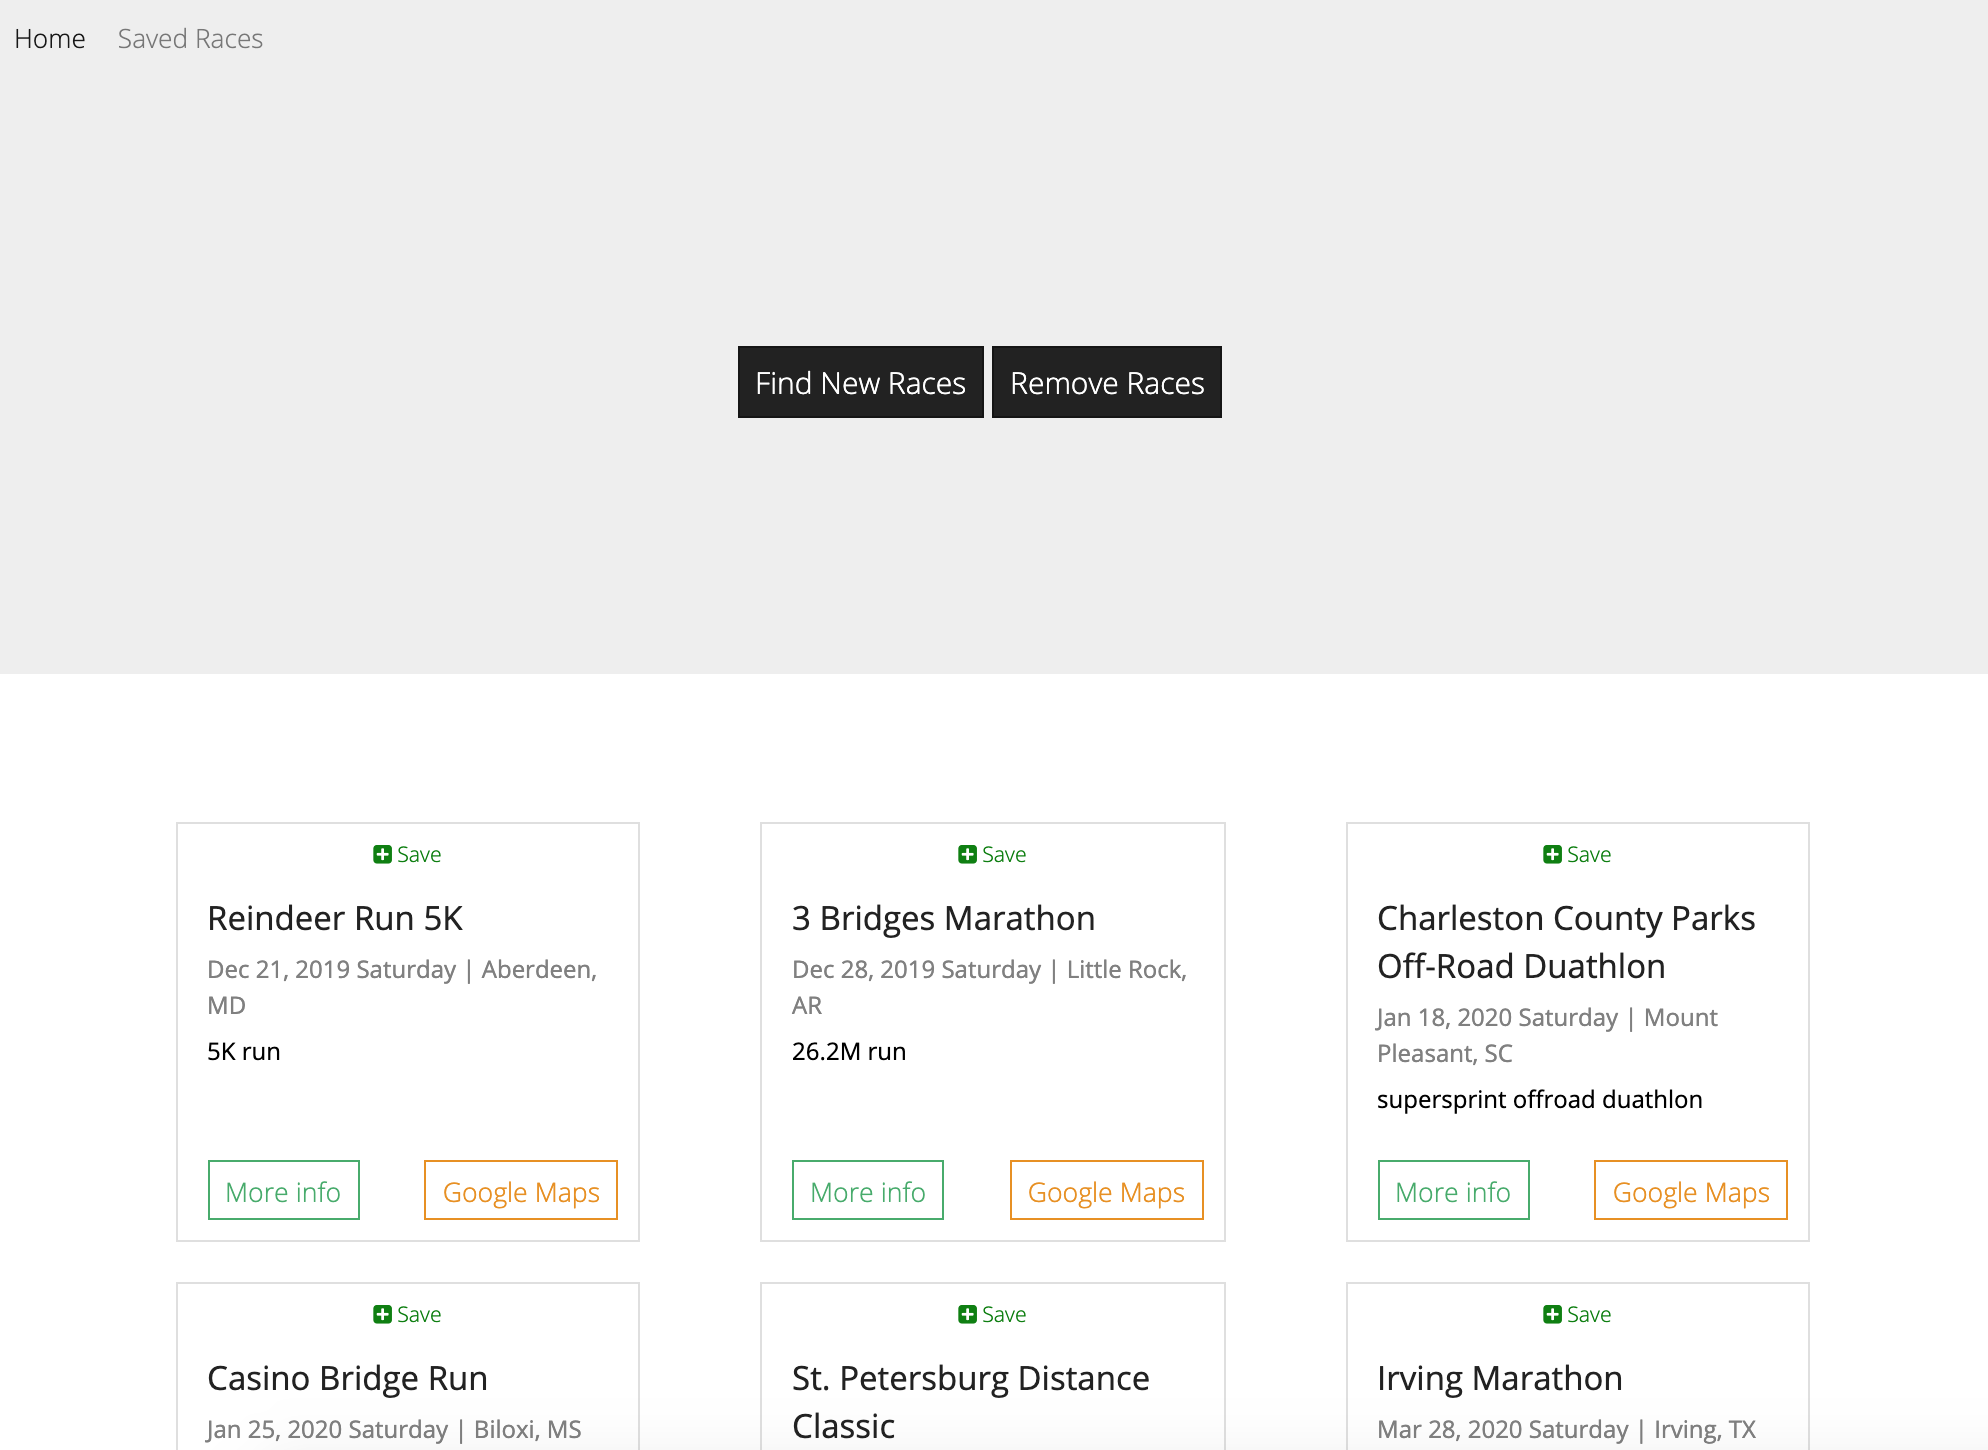 Home Saved Races
Find New Races Remove Races
Save
Reindeer Run 5K
Dec 21, 2019 Saturday | Aberdeen,
MD
5K run
More info Google Maps
Save
3 Bridges Marathon
Dec 28, 2019 Saturday | Little Rock,
AR
26.2M run
More info Google Maps
Save
Charleston County Parks
Off-Road Duathlon
Jan 18, 2020 Saturday | Mount
Pleasant, SC
supersprint offroad duathlon
More info Google Maps
Save
Casino Bridge Run
Jan 25, 2020 Saturday | Biloxi, MS
Save
St. Petersburg Distance
Classic
Save
Irving Marathon
Mar 28, 2020 Saturday | Irving, TX